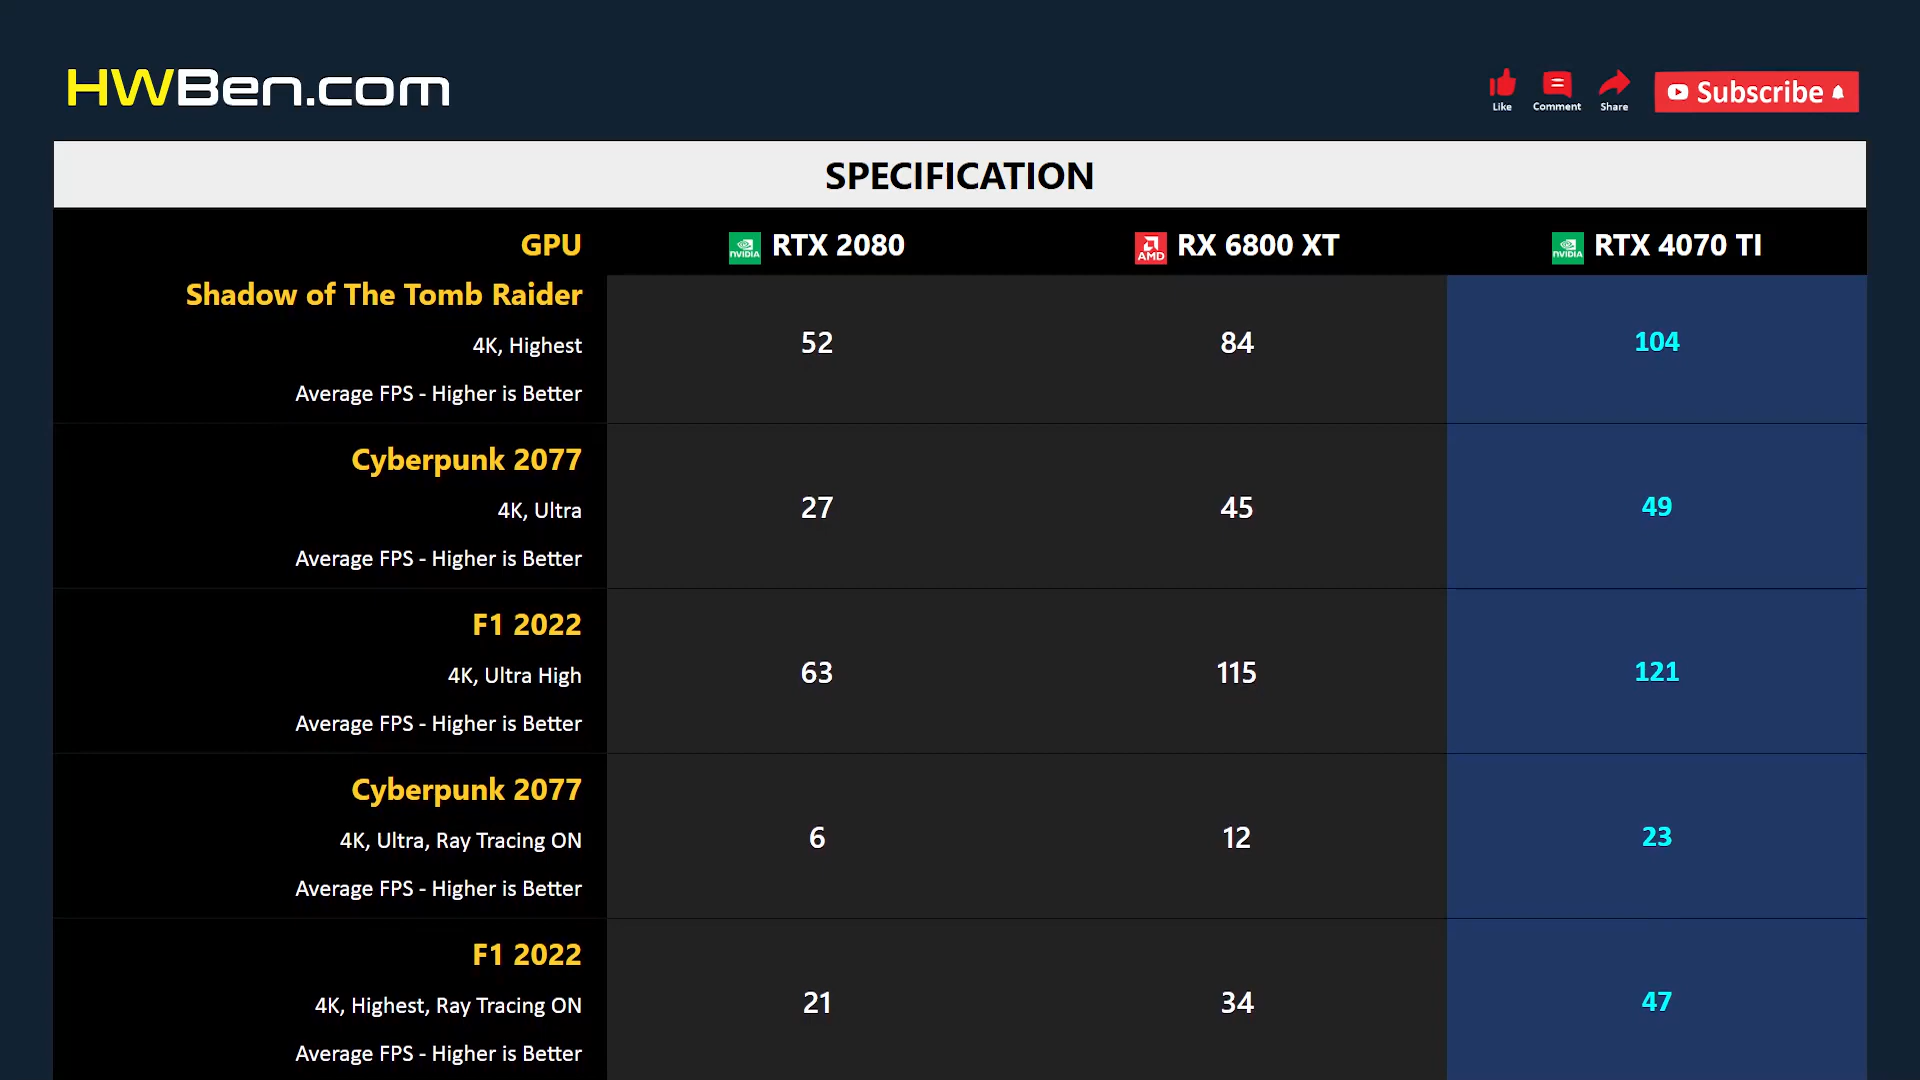 HWBen.com
Like Comment Share Subscribe
SPECIFICATION
GPU NVIDIA RTX 2080 AMD RX 6800 XT NVIDIA RTX 4070 TI
Shadow of The Tomb Raider
4K, Highest 52 84 104
Average FPS - Higher is Better
Cyberpunk 2077
4K, Ultra 27 45 49
Average FPS - Higher is Better
F1 2022
4K, Ultra High 63 115 121
Average FPS - Higher is Better
Cyberpunk 2077
4K, Ultra, Ray Tracing ON 6 12 23
Average FPS - Higher is Better
F1 2022
4K, Highest, Ray Tracing ON 21 34 47
Average FPS - Higher is Better